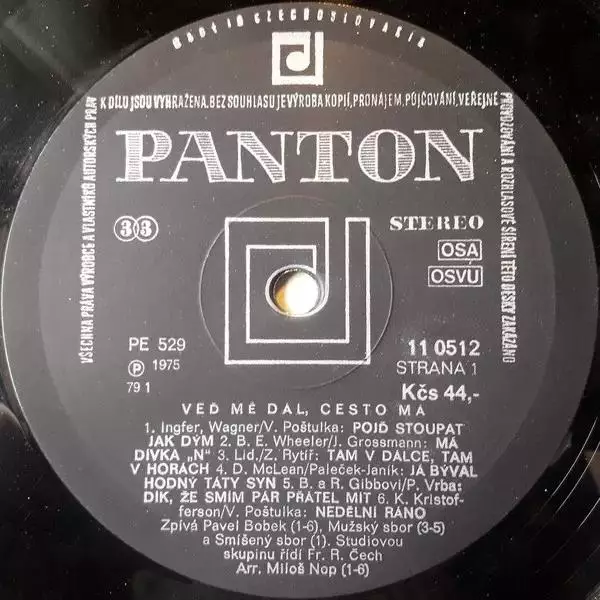 MADE IN CZECHOSLOVAKIA
VŠECHNA PRÁVA VÝROBCE A VLASTNÍKŮ AUTORSKÝCH PRÁV
K DÍLU JSOU VYHRAŽENA. BEZ SOUHLASU JE VÝROBA KOPIÍ, PRONÁJEM, PŮJČOVÁNÍ, VEŘEJNÉ
PROVOZOVÁNÍ A ROZHLASOVÉ ŠÍŘENÍ TÉTO DESKY ZAKÁZÁNO
PANTON
33
STEREO
OSA
OSVU
PE 529
℗ 1975
79 1
11 0512
STRANA 1
Kčs 44,-
VEĎ MĚ DÁL, CESTO MÁ
1. Ingfer, Wagner/V. Poštulka: POJĎ STOUPAT
JAK DÝM 2. B. E. Wheeler/J. Grossmann: MÁ
DÍVKA „N" 3. Lid./Z. Rytíř: TAM V DÁLCE, TAM
V HORÁCH 4. D. McLean/Paleček-Janík: JÁ BÝVAL
HODNÝ TÁTY SYN 5. B. a R. Gibbovi/P. Vrba:
DÍK, ŽE SMÍM PÁR PŘÁTEL MÍT 6. K. Kristof-
ferson/V. Poštulka: NEDĚLNÍ RÁNO
Zpívá Pavel Bobek (1-6), Mužský sbor (3-5)
a Smíšený sbor (1). Studiovou
skupinu řídí Fr. R. Čech
Arr. Miloš Nop (1-6)